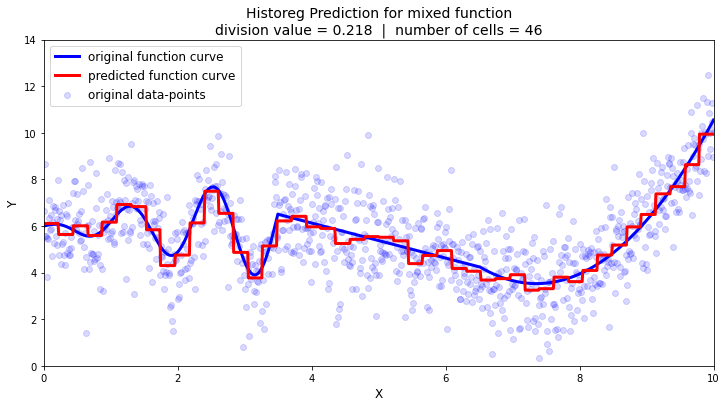 Historeg Prediction for mixed function
division value = 0.218 | number of cells = 46
original function curve
predicted function curve
original data-points
14
12
10
8
6
4
2
0
Y
0 2 4 6 8 10
X